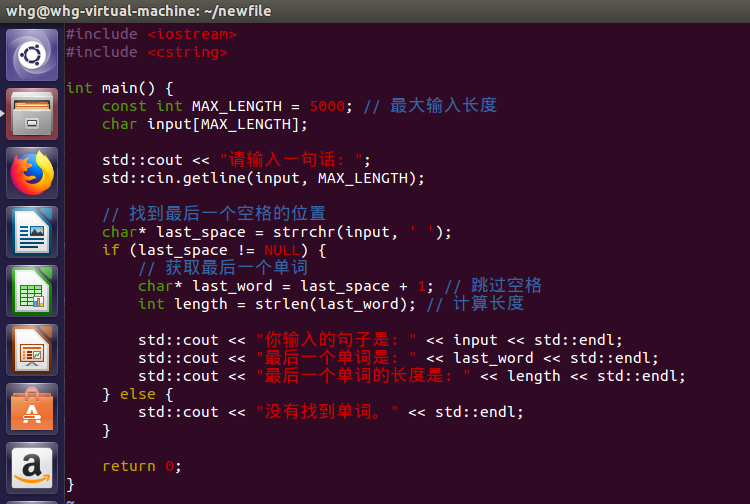 whg@whg-virtual-machine: ~/newfile
#include <iostream>
#include <cstring>
int main() {
    const int MAX_LENGTH = 5000; // 最大输入长度
    char input[MAX_LENGTH];
    std::cout << "请输入一句话: ";
    std::cin.getline(input, MAX_LENGTH);
    // 找到最后一个空格的位置
    char* last_space = strrchr(input, ' ');
    if (last_space != NULL) {
        // 获取最后一个单词
        char* last_word = last_space + 1; // 跳过空格
        int length = strlen(last_word); // 计算长度
        std::cout << "你输入的句子是: " << input << std::endl;
        std::cout << "最后一个单词是: " << last_word << std::endl;
        std::cout << "最后一个单词的长度是: " << length << std::endl;
    } else {
        std::cout << "没有找到单词。" << std::endl;
    }
    return 0;
}
~